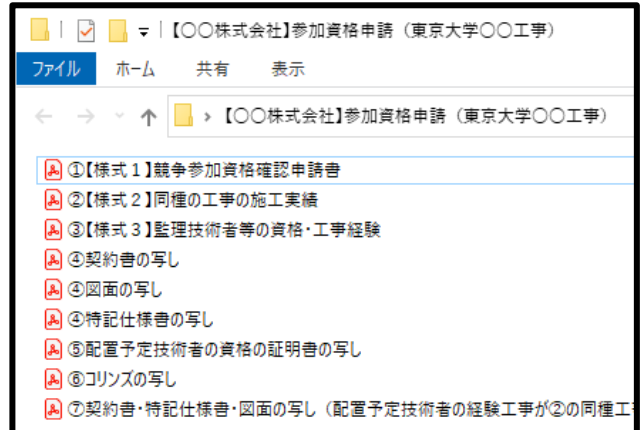 【〇〇株式会社】参加資格申請（東京大学〇〇工事）
ファイル ホーム 共有 表示
【〇〇株式会社】参加資格申請（東京大学〇〇工事）
①【様式１】競争参加資格確認申請書
②【様式２】同種の工事の施工実績
③【様式３】監理技術者等の資格・工事経験
④契約書の写し
④図面の写し
④特記仕様書の写し
⑤配置予定技術者の資格の証明書の写し
⑥コリンズの写し
⑦契約書・特記仕様書・図面の写し（配置予定技術者の経験工事が②の同種工